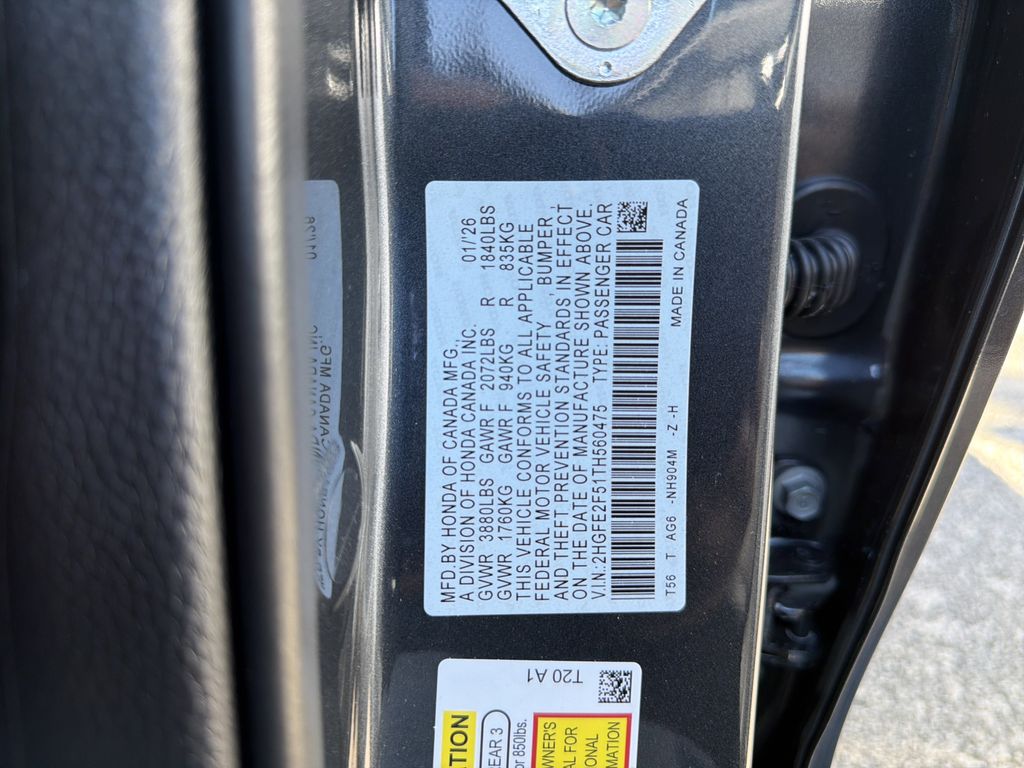 MFD.BY HONDA OF CANADA MFG.,
A DIVISION OF HONDA CANADA INC. 01/26
GVWR 3880LBS GAWR F 2072LBS R 1840LBS
GVWR 1760KG GAWR F 940KG R 835KG
THIS VEHICLE CONFORMS TO ALL APPLICABLE
FEDERAL MOTOR VEHICLE SAFETY, BUMPER,
AND THEFT PREVENTION STANDARDS IN EFFECT
ON THE DATE OF MANUFACTURE SHOWN ABOVE.
V.I.N.:2HGFE2F51TH560475 TYPE:PASSENGER CAR
T56 T AG6 -NH904M -Z -H MADE IN CANADA
T20 A1
REAR 3
850lbs.